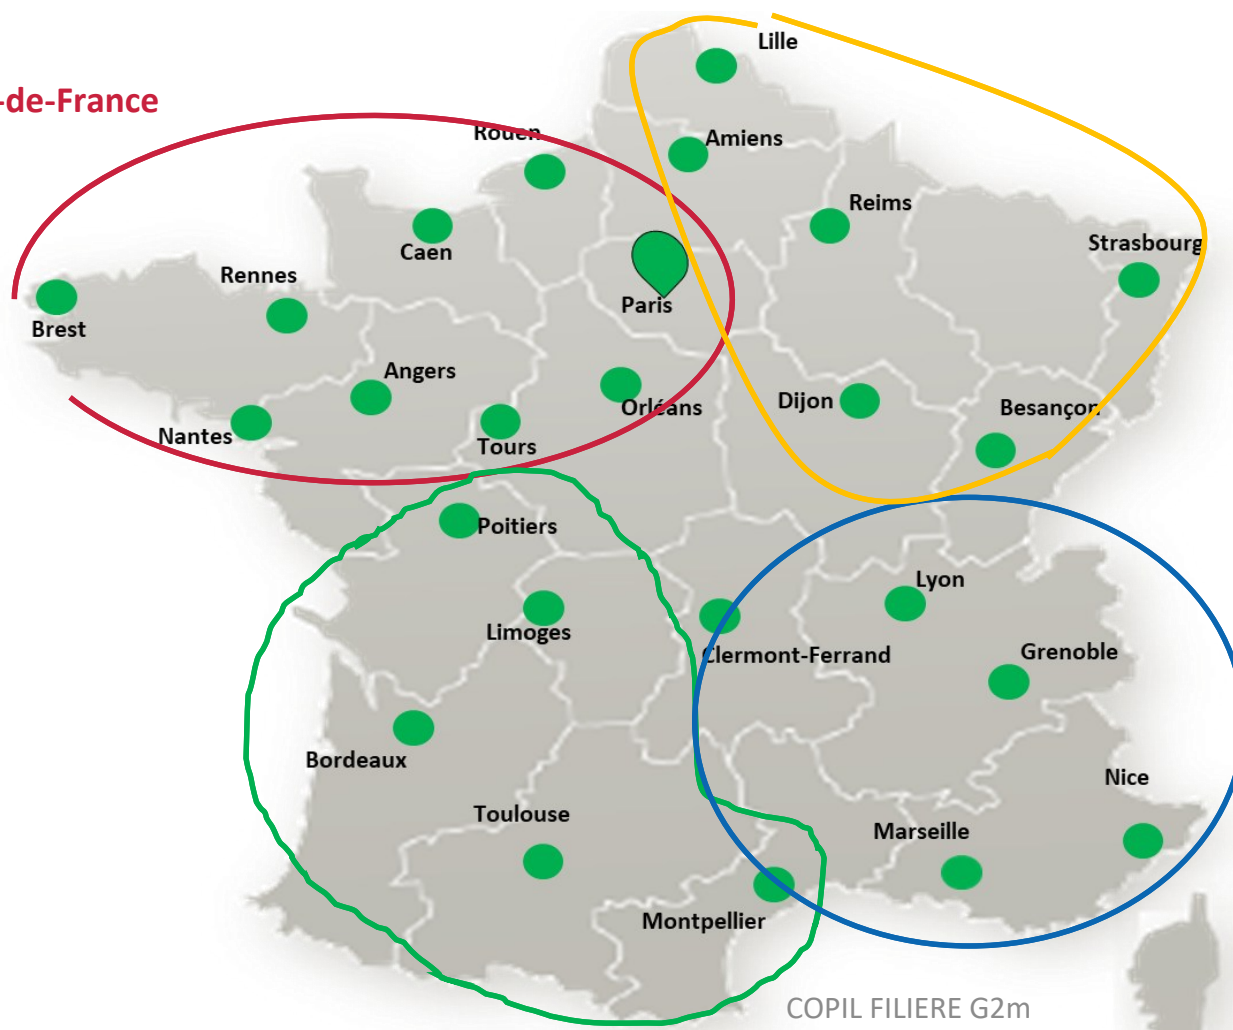 Lille
-de-France
Rouen
Amiens
Reims
Caen
Strasbourg
Rennes
Paris
Brest
Angers
Orléans
Dijon
Besançon
Nantes
Tours
Poitiers
Lyon
Limoges
Clermont-Ferrand
Grenoble
Bordeaux
Nice
Toulouse
Marseille
Montpellier
COPIL FILIERE G2m